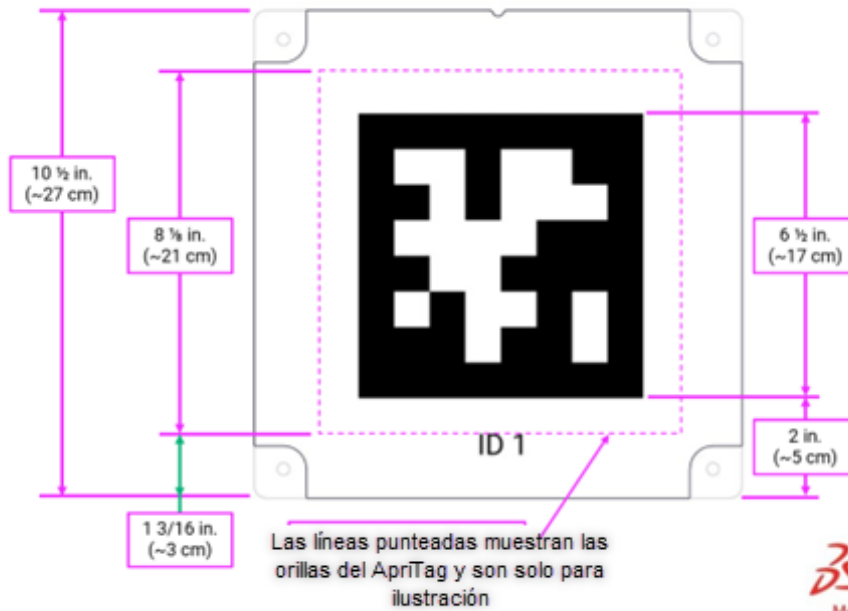 10 ½ in.
(~27 cm)
8 ⅛ in.
(~21 cm)
6 ½ in.
(~17 cm)
2 in.
(~5 cm)
ID 1
1 3/16 in.
(~3 cm)
Las líneas punteadas muestran las
orillas del ApriTag y son solo para
ilustración